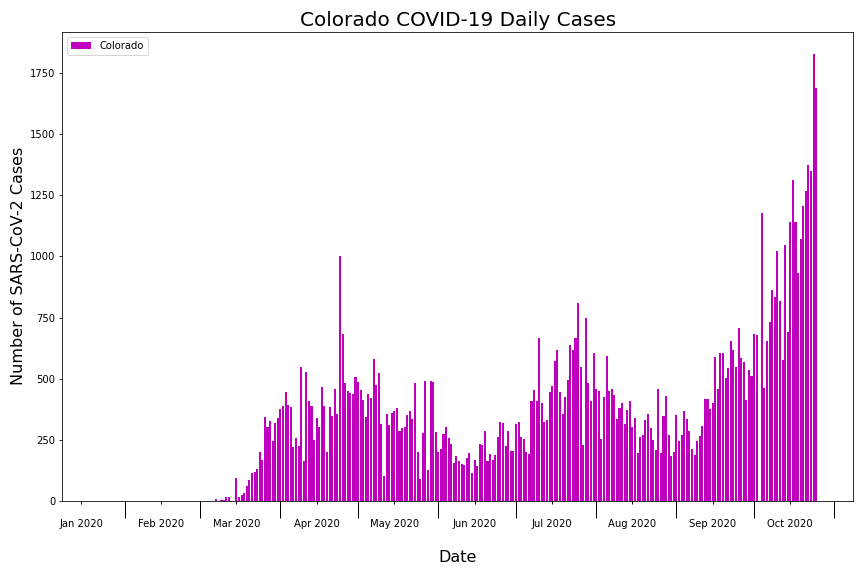 Colorado COVID-19 Daily Cases
Colorado
Number of SARS-CoV-2 Cases
1750
1500
1250
1000
750
500
250
0
Jan 2020 Feb 2020 Mar 2020 Apr 2020 May 2020 Jun 2020 Jul 2020 Aug 2020 Sep 2020 Oct 2020
Date